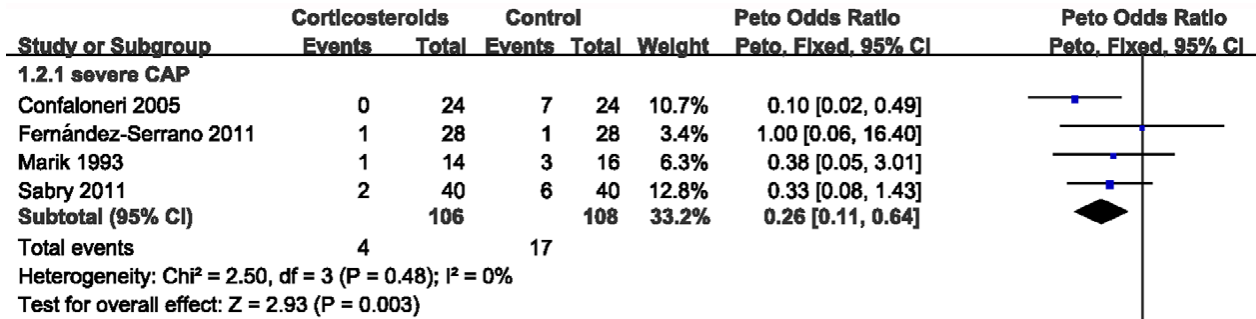 Corticosteroids Control Peto Odds Ratio Peto Odds Ratio
Study or Subgroup Events Total Events Total Weight Peto, Fixed, 95% CI Peto, Fixed, 95% CI
1.2.1 severe CAP
Confaloneri 2005 0 24 7 24 10.7% 0.10 [0.02, 0.49]
Fernández-Serrano 2011 1 28 1 28 3.4% 1.00 [0.06, 16.40]
Marik 1993 1 14 3 16 6.3% 0.38 [0.05, 3.01]
Sabry 2011 2 40 6 40 12.8% 0.33 [0.08, 1.43]
Subtotal (95% CI) 106 108 33.2% 0.26 [0.11, 0.64]
Total events 4 17
Heterogeneity: Chi² = 2.50, df = 3 (P = 0.48); I² = 0%
Test for overall effect: Z = 2.93 (P = 0.003)